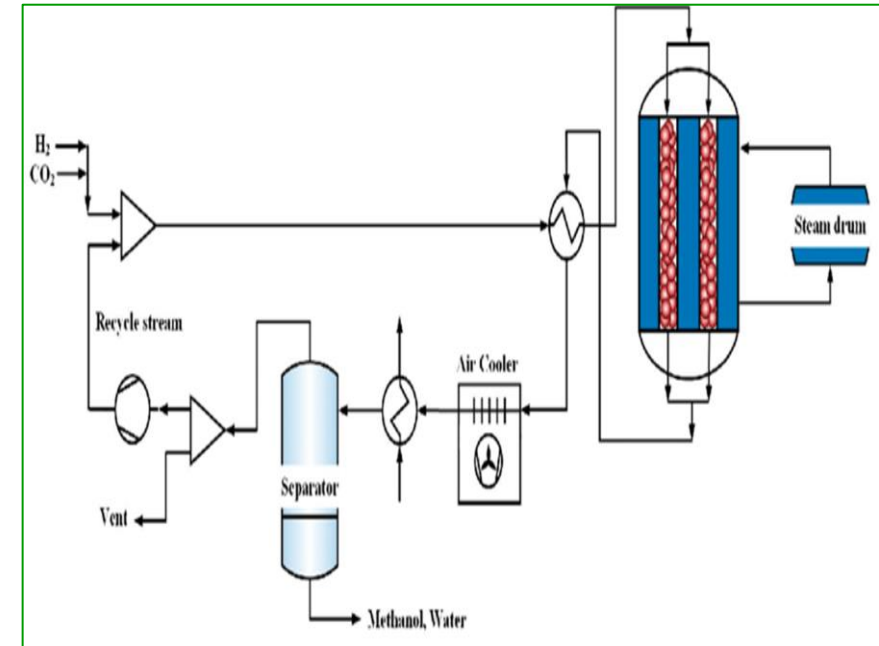 H₂
CO₂
Steam drum
Recycle stream
Air Cooler
Separator
Vent
Methanol, Water